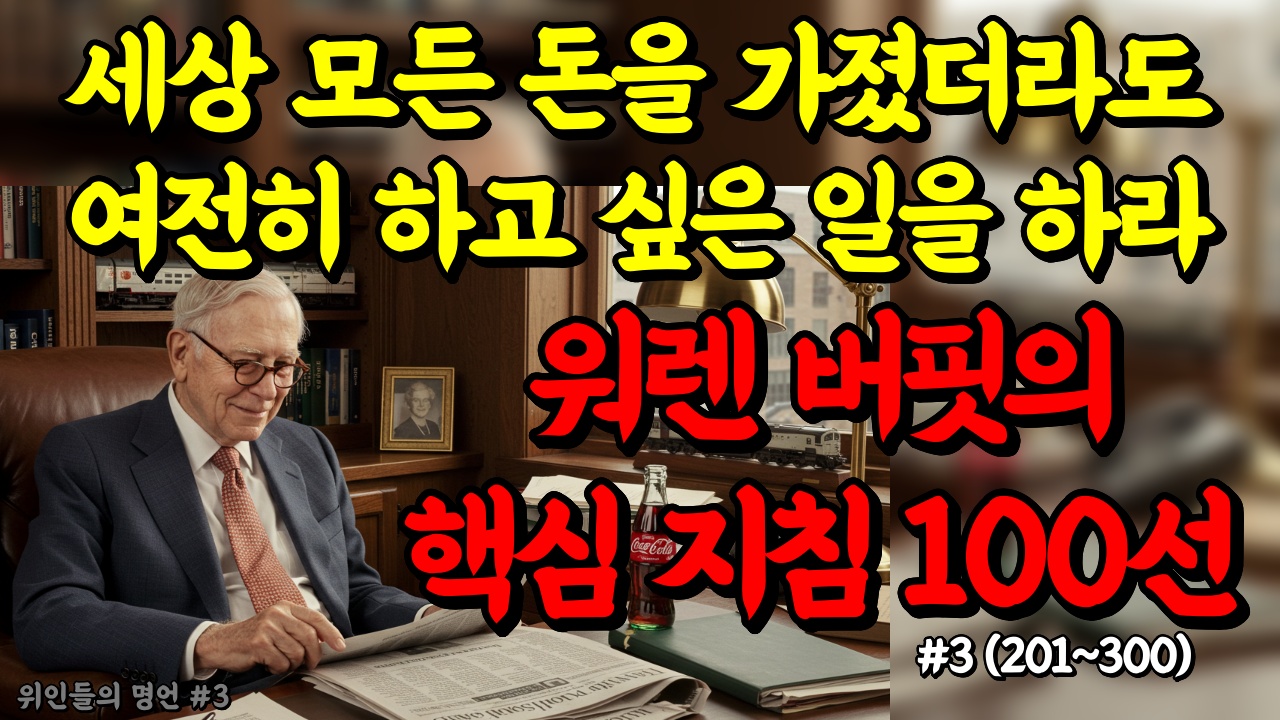 세상 모든 돈을 가졌더라도
여전히 하고 싶은 일을 하라
워렌 버핏의
핵심 지침 100선
#3 (201~300)
위인들의 명언 #3
Coca-Cola